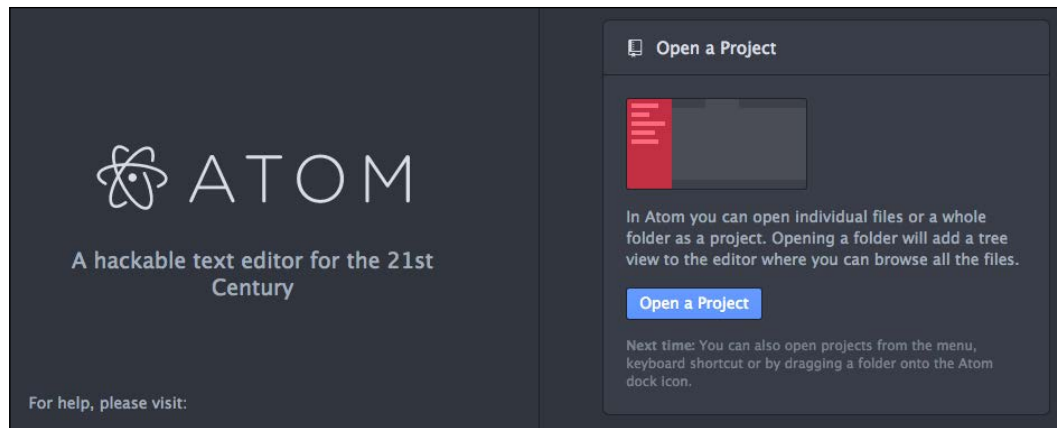 ATOM
A hackable text editor for the 21st
Century
For help, please visit:
Open a Project
In Atom you can open individual files or a whole
folder as a project. Opening a folder will add a tree
view to the editor where you can browse all the files.
Open a Project
Next time: You can also open projects from the menu,
keyboard shortcut or by dragging a folder onto the Atom
dock icon.